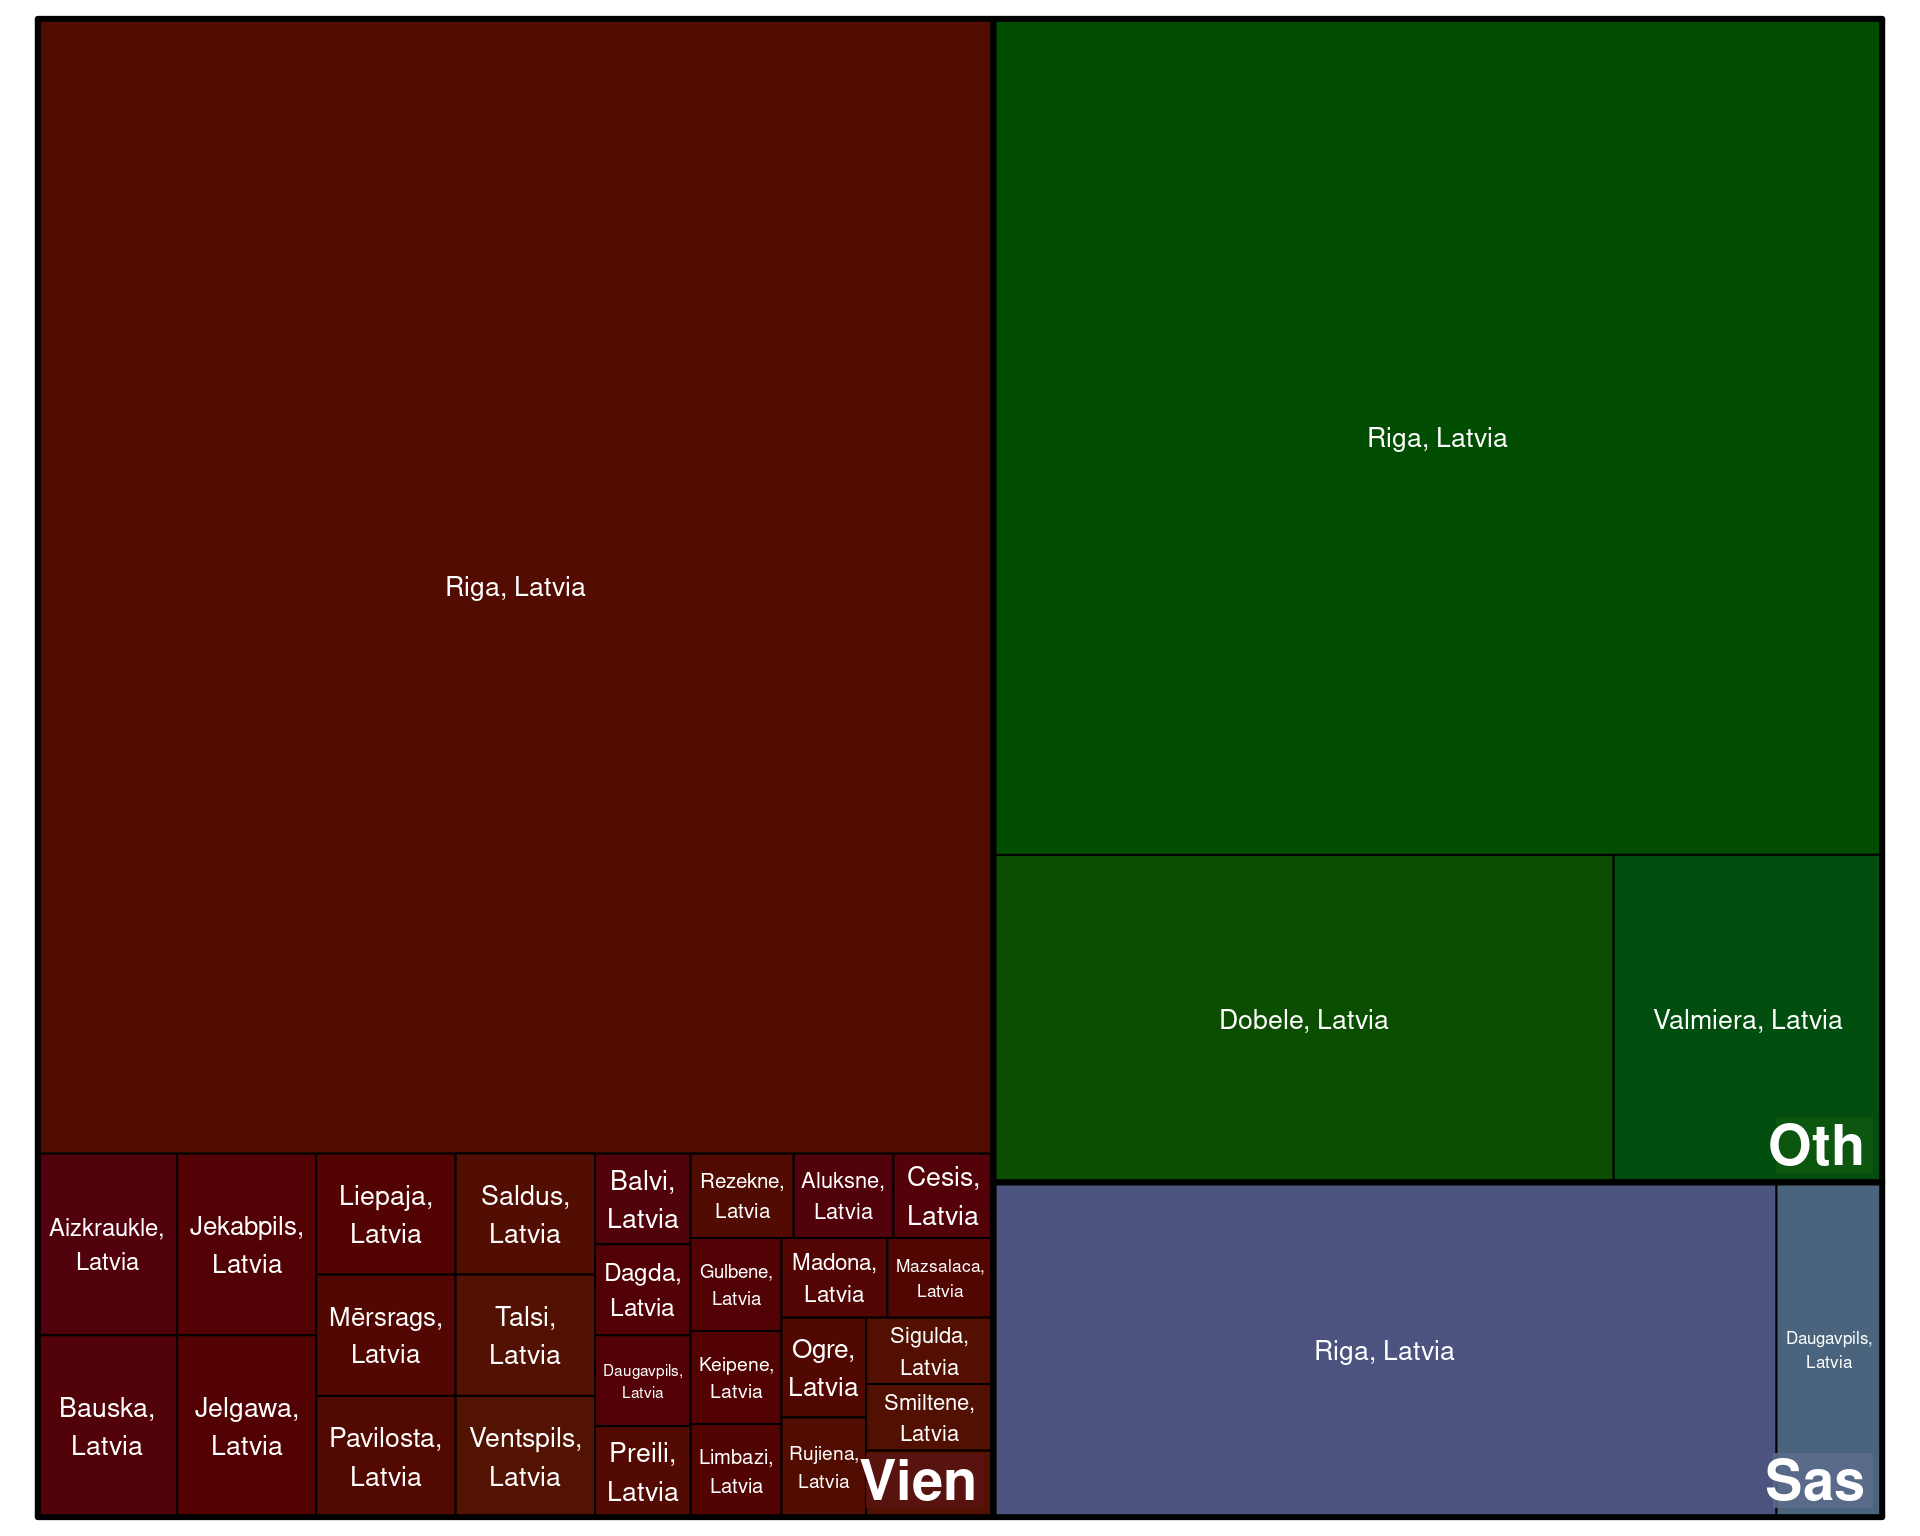 Riga, Latvia
Aizkraukle,
Latvia
Bauska,
Latvia
Jekabpils,
Latvia
Jelgawa,
Latvia
Liepaja,
Latvia
Mērsrags,
Latvia
Pavilosta,
Latvia
Saldus,
Latvia
Talsi,
Latvia
Ventspils,
Latvia
Balvi,
Latvia
Dagda,
Latvia
Daugavpils,
Latvia
Preili,
Latvia
Rezekne,
Latvia
Aluksne,
Latvia
Cesis,
Latvia
Gulbene,
Latvia
Keipene,
Latvia
Limbazi,
Latvia
Madona,
Latvia
Mazsalaca,
Latvia
Ogre,
Latvia
Rujiena,
Latvia
Sigulda,
Latvia
Smiltene,
Latvia
Vien
Riga, Latvia
Dobele, Latvia
Valmiera, Latvia
Oth
Riga, Latvia
Daugavpils,
Latvia
Sas